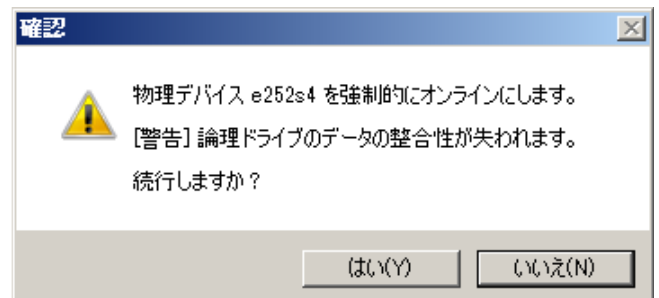 確認
物理デバイス e252s4 を強制的にオンラインにします。
[警告] 論理ドライブのデータの整合性が失われます。
続行しますか？
はい(Y)
いいえ(N)